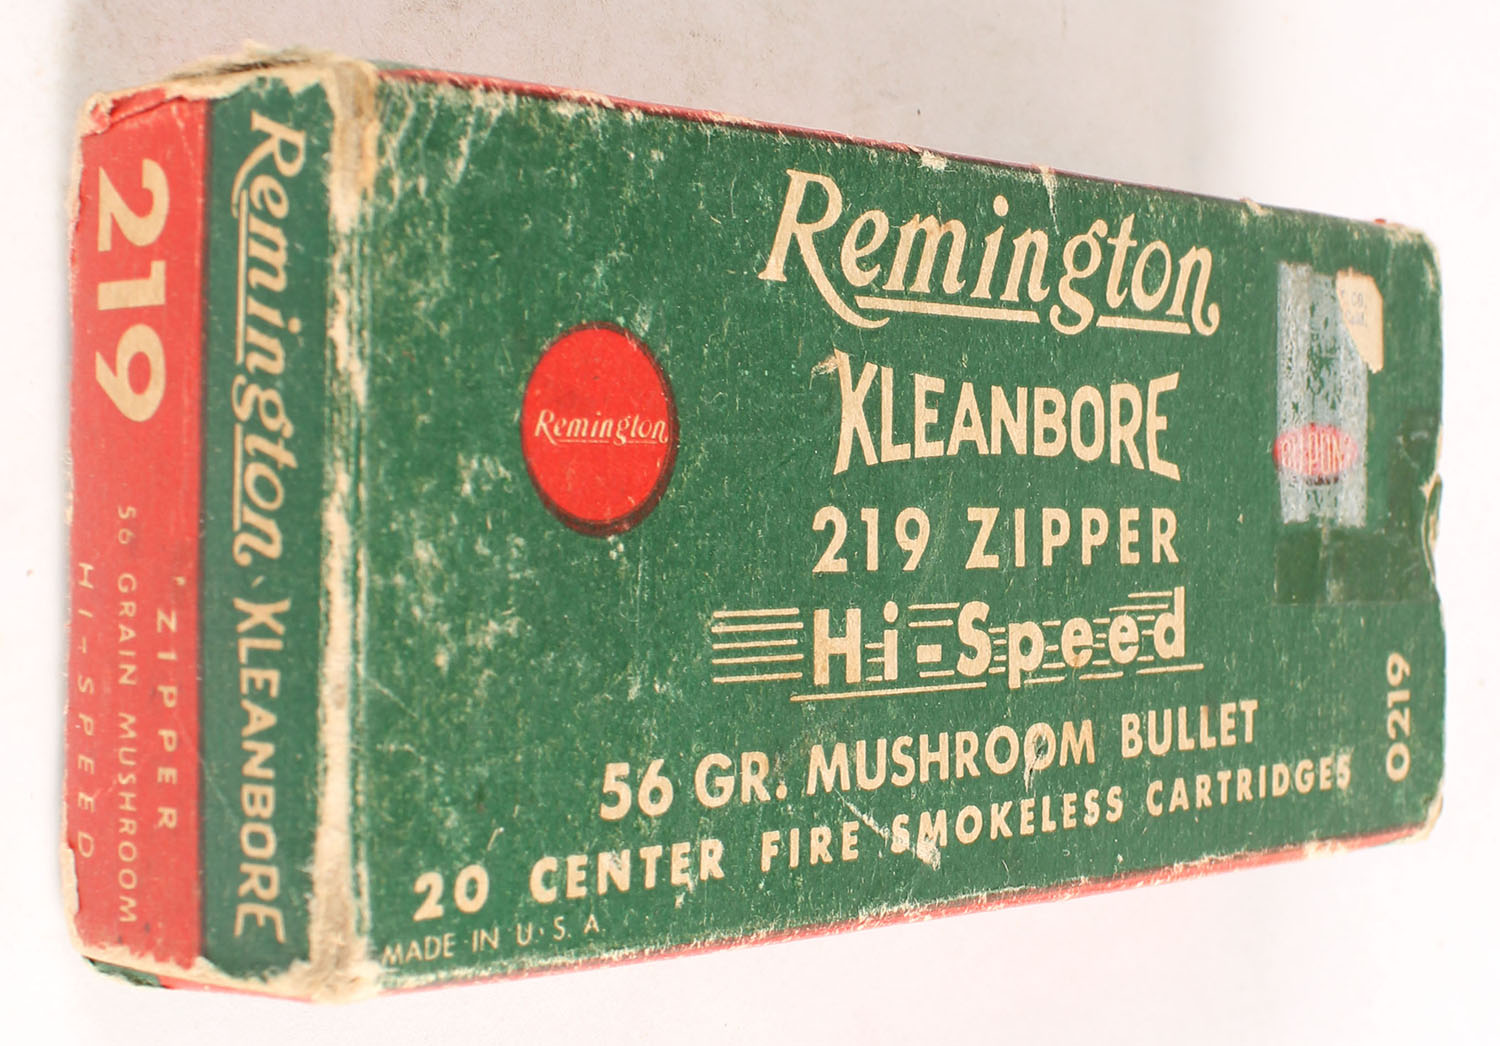 Remington
KLEANBORE
219 ZIPPER
Hi-Speed
56 GR. MUSHROOM BULLET
20 CENTER FIRE SMOKELESS CARTRIDGES
MADE IN U.S.A.
0219
Remington
DUPONT
Remington, KLEANBORE
219
"ZIPPER
56 GRAIN MUSHROOM
HI-SPEED